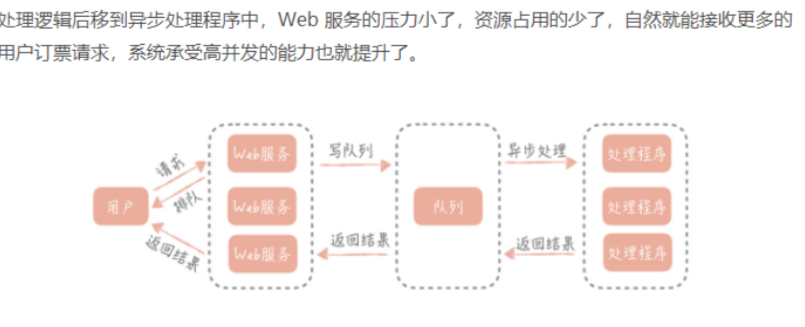 处理逻辑后移到异步处理程序中，Web 服务的压力小了，资源占用的少了，自然就能接收更多的
用户订票请求，系统承受高并发的能力也就提升了。
请求
Web服务
写队列
异步处理
处理程序
用户
排队
Web服务
队列
处理程序
返回结果
Web服务
返回结果
返回结果
处理程序